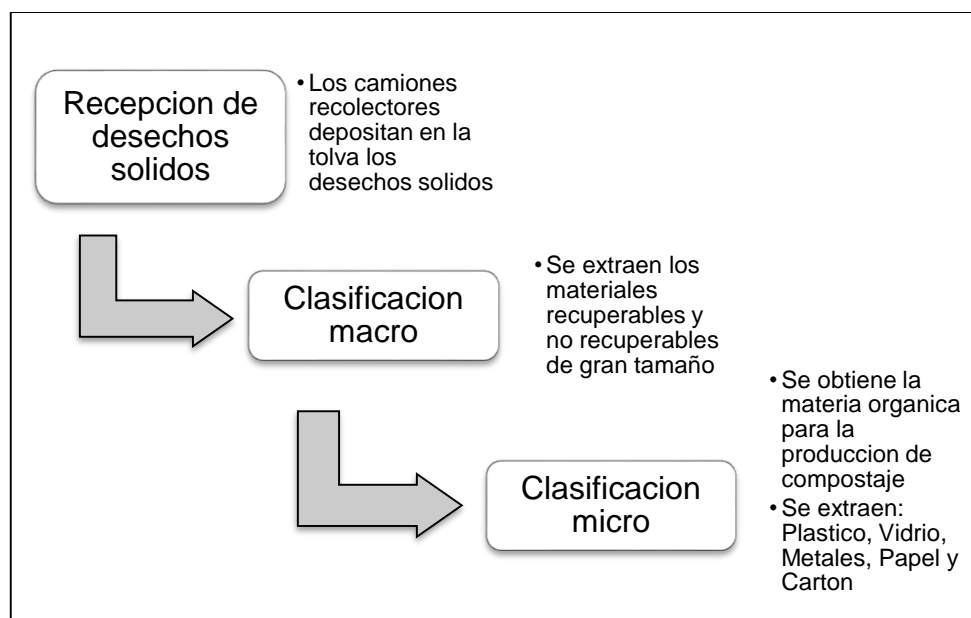 Recepcion de
desechos
solidos
• Los camiones
recolectores
depositan en la
tolva los
desechos solidos
Clasificacion
macro
• Se extraen los
materiales
recuperables y
no recuperables
de gran tamaño
Clasificacion
micro
• Se obtiene la
materia organica
para la
produccion de
compostaje
• Se extraen:
Plastico, Vidrio,
Metales, Papel y
Carton